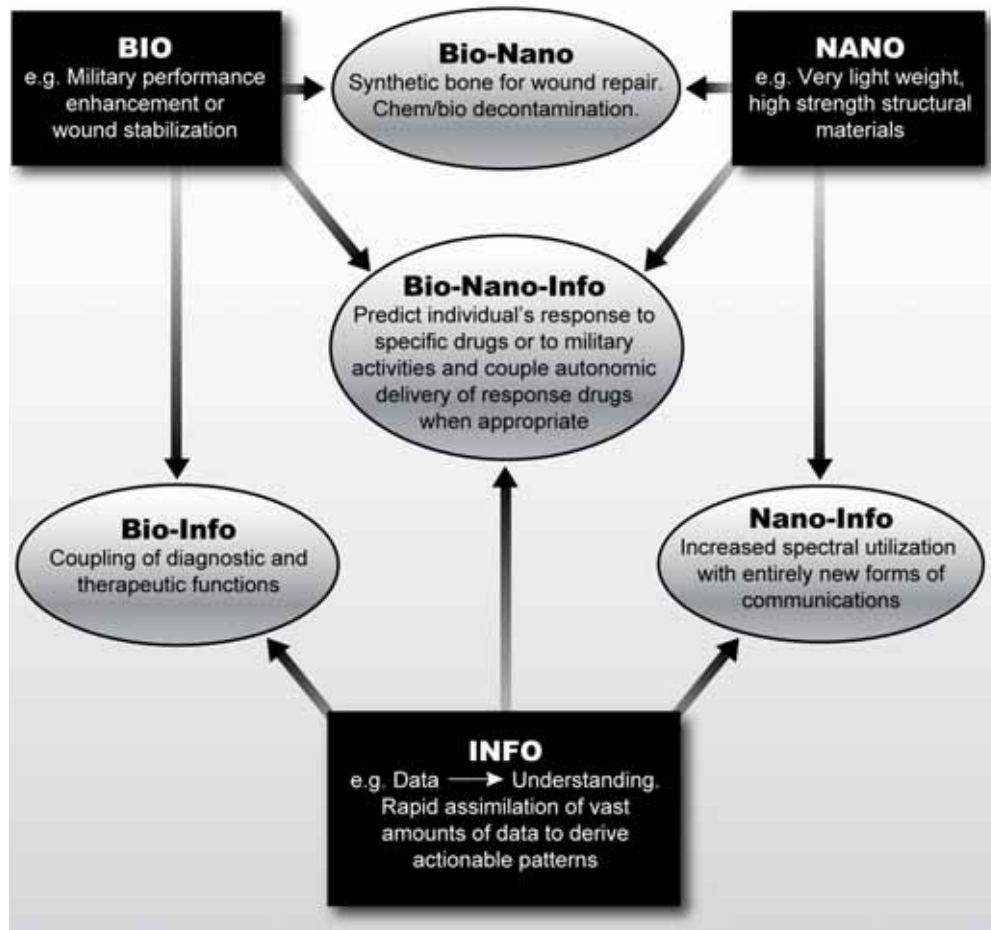 BIO
e.g. Military performance
enhancement or
wound stabilization
Bio-Nano
Synthetic bone for wound repair.
Chem/bio decontamination.
NANO
e.g. Very light weight,
high strength structural
materials
Bio-Nano-Info
Predict individual's response to
specific drugs or to military
activities and couple autonomic
delivery of response drugs
when appropriate
Bio-Info
Coupling of diagnostic and
therapeutic functions
Nano-Info
Increased spectral utilization
with entirely new forms of
communications
INFO
e.g. Data → Understanding.
Rapid assimilation of vast
amounts of data to derive
actionable patterns